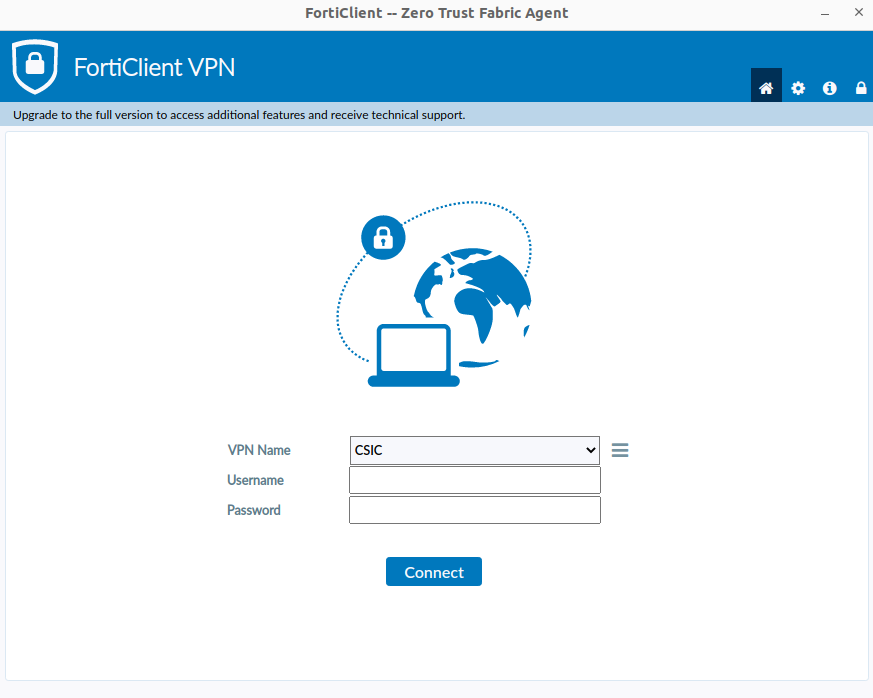 FortiClient -- Zero Trust Fabric Agent
FortiClient VPN
Upgrade to the full version to access additional features and receive technical support.
VPN Name
CSIC
Username
Password
Connect